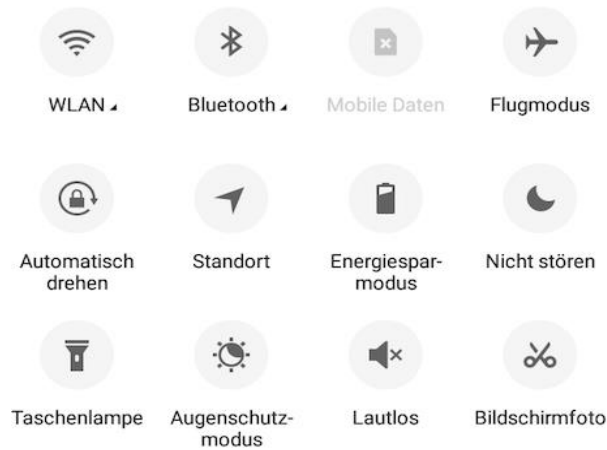 WLAN
Bluetooth
Mobile Daten
Flugmodus
Automatisch
drehen
Standort
Energiespar-
modus
Nicht stören
Taschenlampe
Augenschutz-
modus
Lautlos
Bildschirmfoto